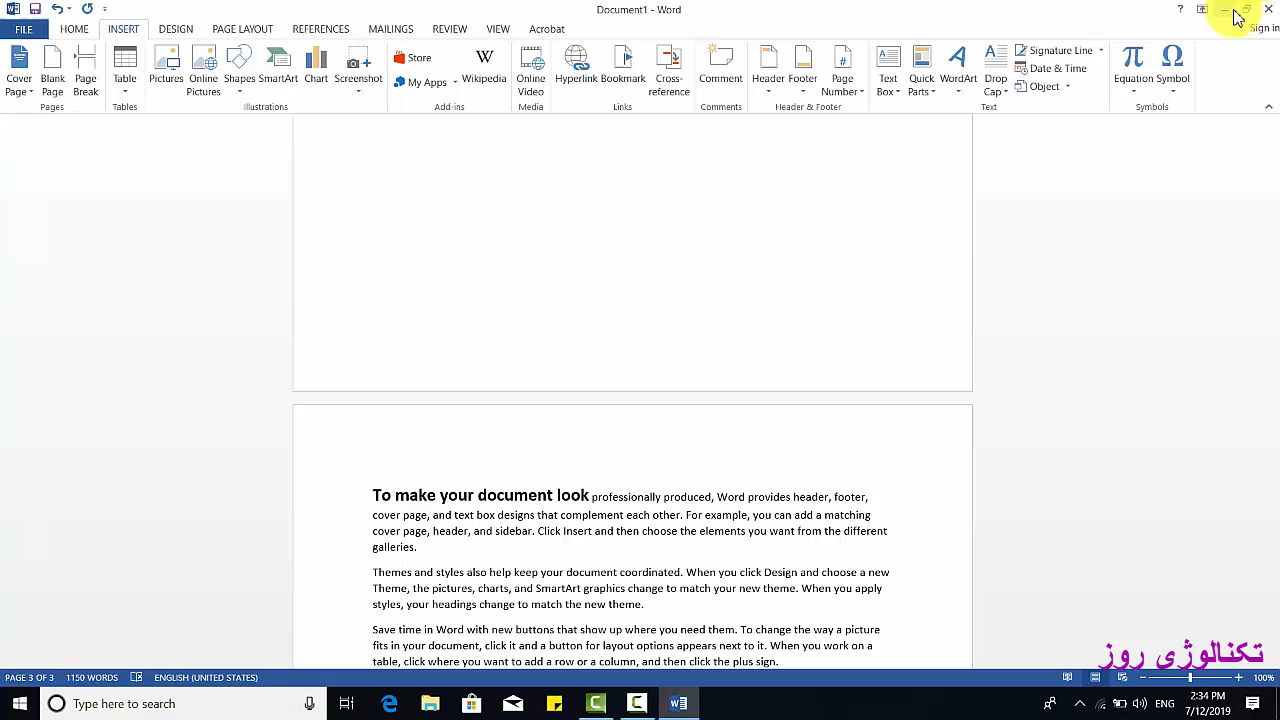 Document1 - Word
?
Sign in
FILE HOME INSERT DESIGN PAGE LAYOUT REFERENCES MAILINGS REVIEW VIEW Acrobat
Cover Page
Blank Page
Page Break
Pages
Table
Tables
Pictures
Online Pictures
Shapes
SmartArt
Chart
Screenshot
Illustrations
Store
My Apps
W
Wikipedia
Add-ins
Online Video
Media
Hyperlink
Bookmark
Cross-reference
Links
Comment
Comments
Header
Footer
Page Number
Header & Footer
Text Box
Quick Parts
WordArt
Drop Cap
Signature Line
Date & Time
Object
Text
π
Equation
Ω
Symbol
Symbols
To make your document look professionally produced, Word provides header, footer,
cover page, and text box designs that complement each other. For example, you can add a matching
cover page, header, and sidebar. Click Insert and then choose the elements you want from the different
galleries.
Themes and styles also help keep your document coordinated. When you click Design and choose a new
Theme, the pictures, charts, and SmartArt graphics change to match your new theme. When you apply
styles, your headings change to match the new theme.
Save time in Word with new buttons that show up where you need them. To change the way a picture
fits in your document, click it and a button for layout options appears next to it. When you work on a
table, click where you want to add a row or a column, and then click the plus sign.
تکنالوژی روز
PAGE 3 OF 3 1150 WORDS ENGLISH (UNITED STATES)
100%
Type here to search
ENG
2:34 PM
7/12/2019